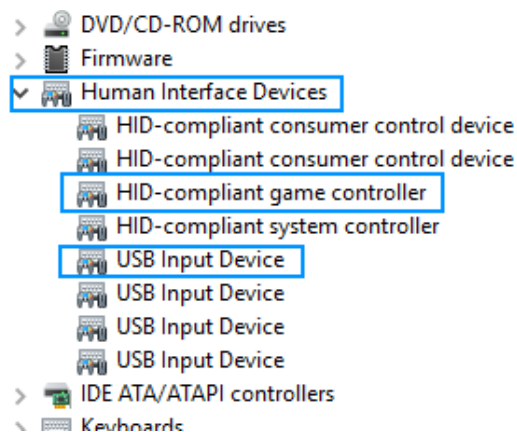 DVD/CD-ROM drives
Firmware
Human Interface Devices
HID-compliant consumer control device
HID-compliant consumer control device
HID-compliant game controller
HID-compliant system controller
USB Input Device
USB Input Device
USB Input Device
USB Input Device
IDE ATA/ATAPI controllers
Keyboards